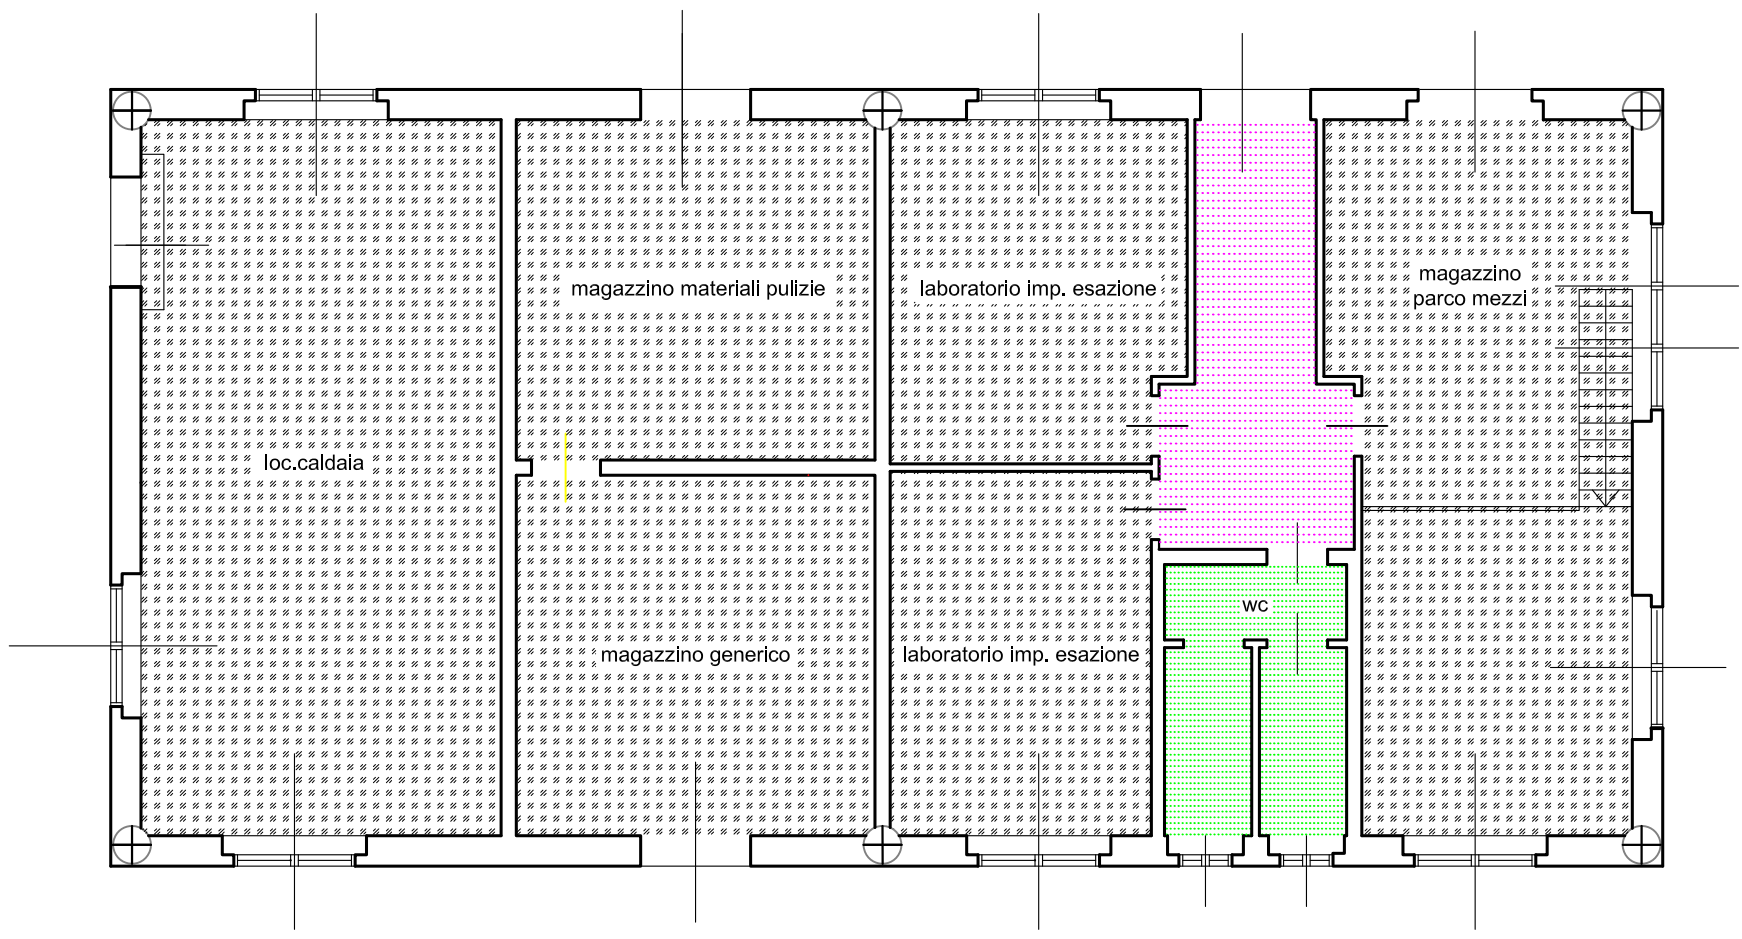 magazzino materiali pulizie
laboratorio imp. esazione
magazzino
parco mezzi
loc.caldaia
wc
magazzino generico
laboratorio imp. esazione